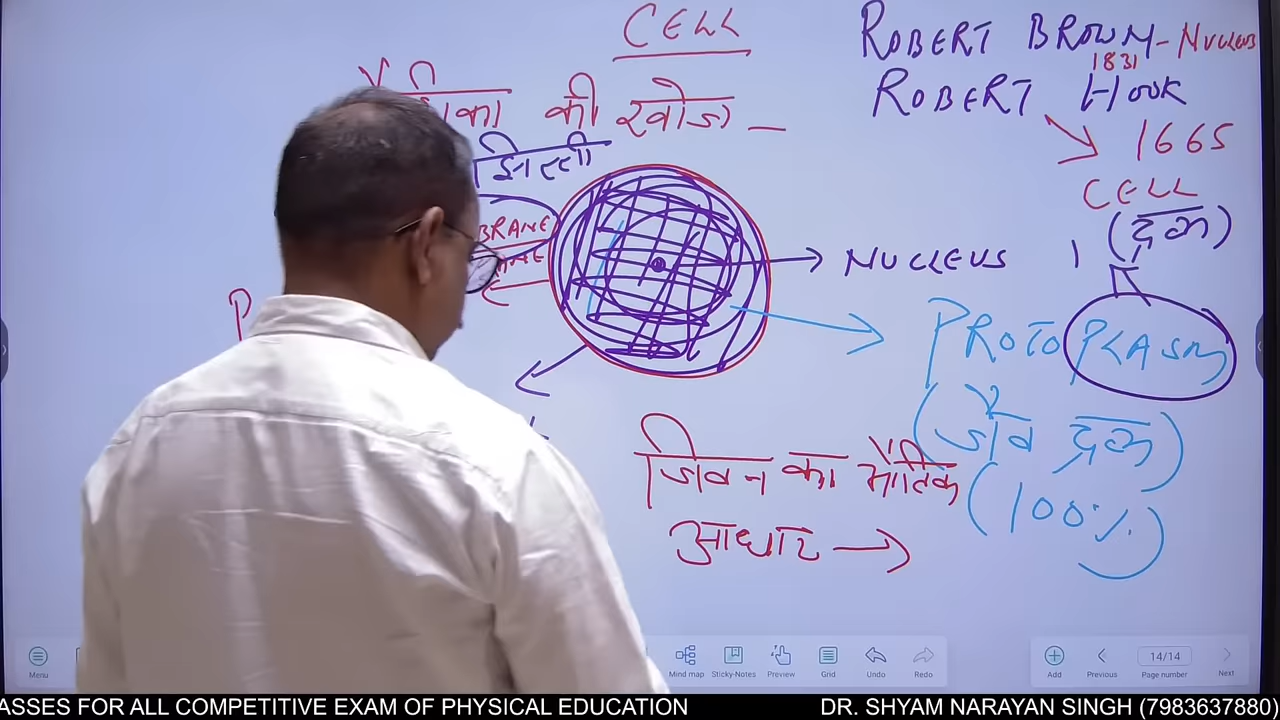 CELL
ROBERT BROWN - NUCLEUS
1831
की खोज -
ROBERT HOOK
1665
CELL
(द्रव्य)
झिल्ली
BRANE
NUCLEUS
P
PROTOPLASM
(जीव द्रव्य)
(100%)
जिवन का भौतिक
आधार →
Menu
Mind map
Sticky-Notes
Preview
Grid
Undo
Redo
Add
Previous
14/14
Page number
Next
ASSES FOR ALL COMPETITIVE EXAM OF PHYSICAL EDUCATION
DR. SHYAM NARAYAN SINGH (7983637880)